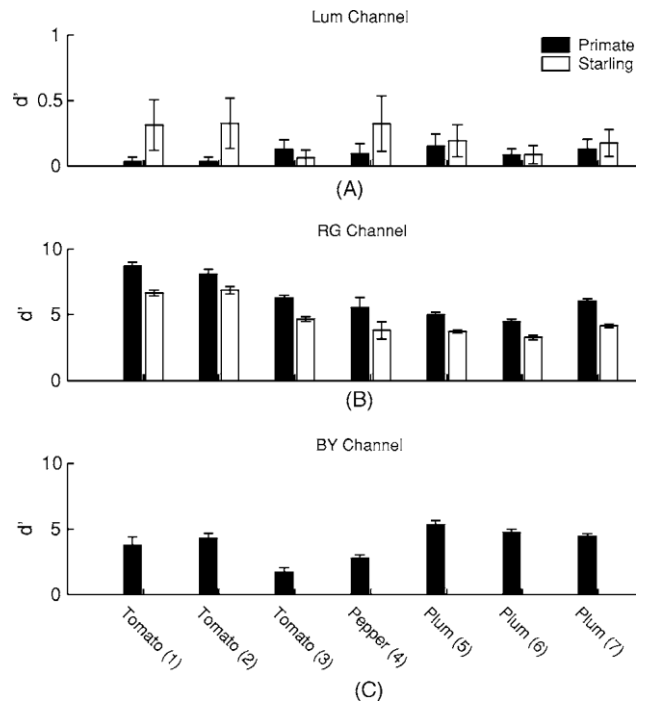 Lum Channel
1
Primate
Starling
0.5
d'
0
(A)
RG Channel
10
d'
5
0
(B)
BY Channel
10
d'
5
0
Tomato (1)
Tomato (2)
Tomato (3)
Pepper (4)
Plum (5)
Plum (6)
Plum (7)
(C)